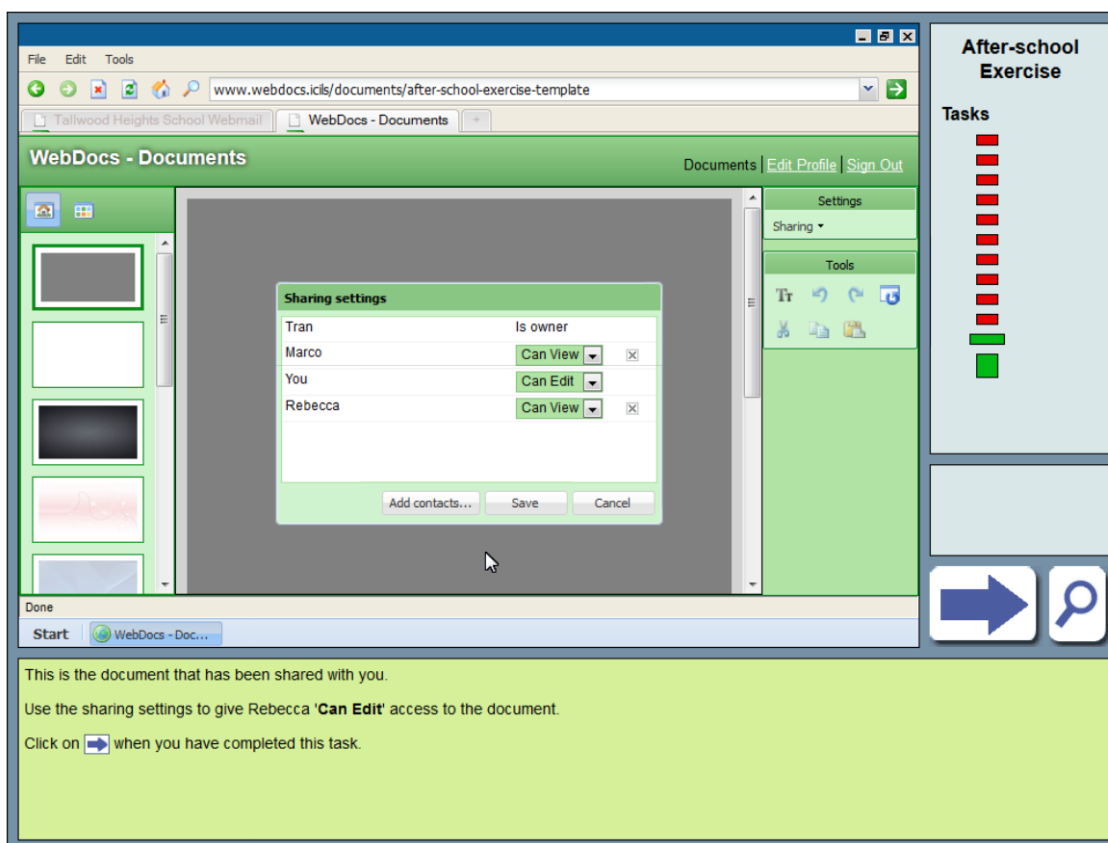 After-school
Exercise
Tasks
File Edit Tools
www.webdocs.icils/documents/after-school-exercise-template
Tallwood Heights School Webmail WebDocs - Documents +
WebDocs - Documents
Documents | Edit Profile | Sign Out
Settings
Sharing
Tools
Tr
Sharing settings
Tran Is owner
Marco Can View
You Can Edit
Rebecca Can View
Add contacts... Save Cancel
Done
Start WebDocs - Doc...
This is the document that has been shared with you.
Use the sharing settings to give Rebecca 'Can Edit' access to the document.
Click on when you have completed this task.